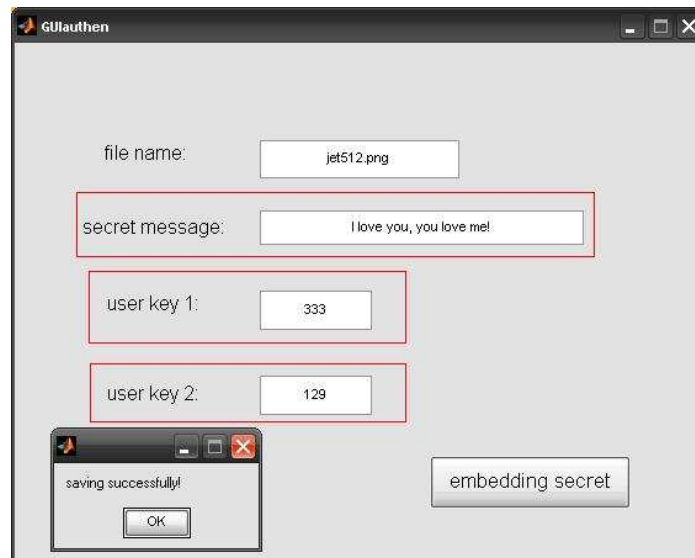 GUIauthen
file name: jet512.png
secret message: I love you, you love me!
user key 1: 333
user key 2: 129
saving successfully!
OK
embedding secret